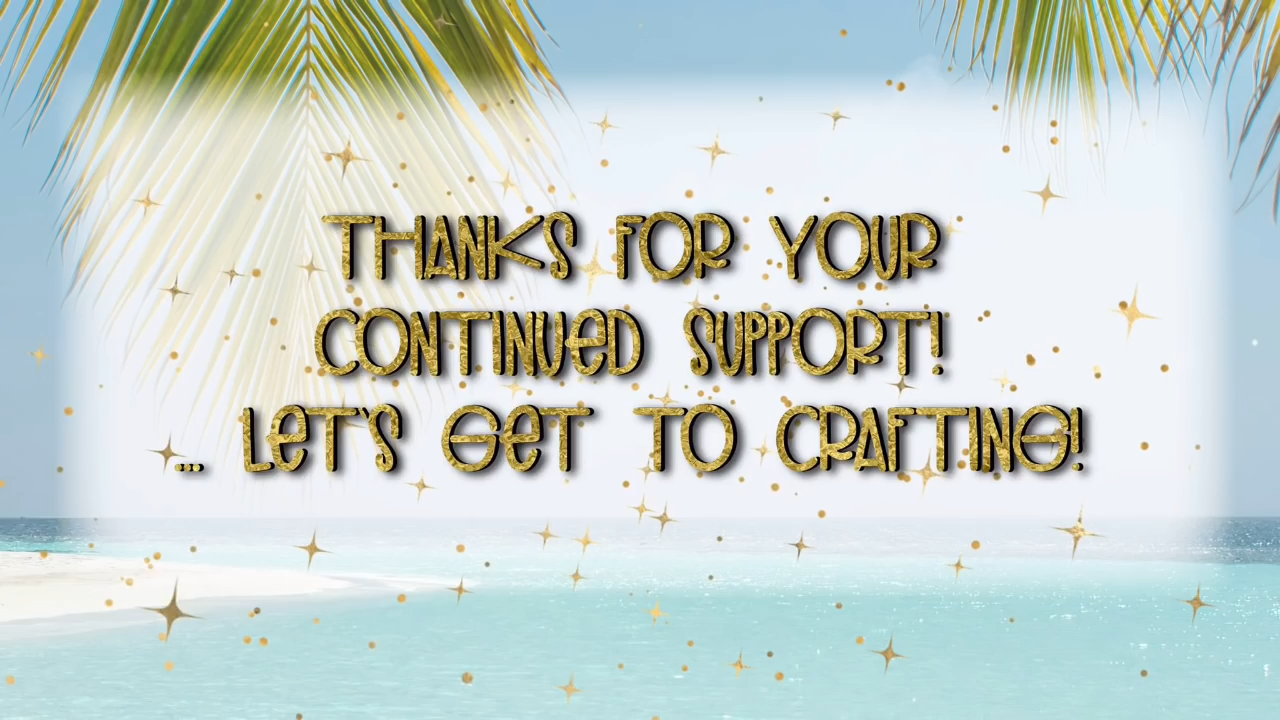 THANKS FOR YOUR
CONTINUED SUPPORT!
... LET'S GET TO CRAFTING!